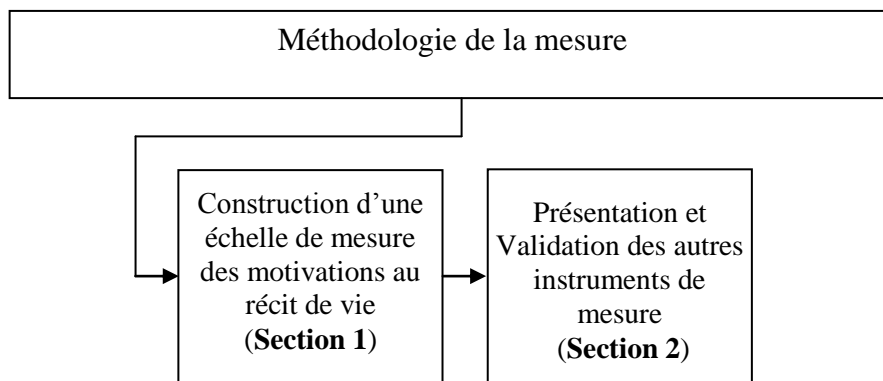 Méthodologie de la mesure
Construction d’une
échelle de mesure
des motivations au
récit de vie
(Section 1)
Présentation et
Validation des autres
instruments de
mesure
(Section 2)